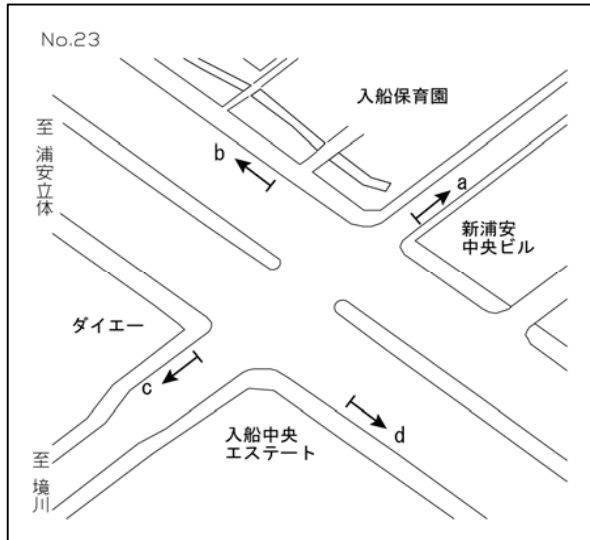 No.23
入船保育園
至 浦安立体
b
a
新浦安
中央ビル
ダイエー
c
入船中央
エステート
d
至 境川